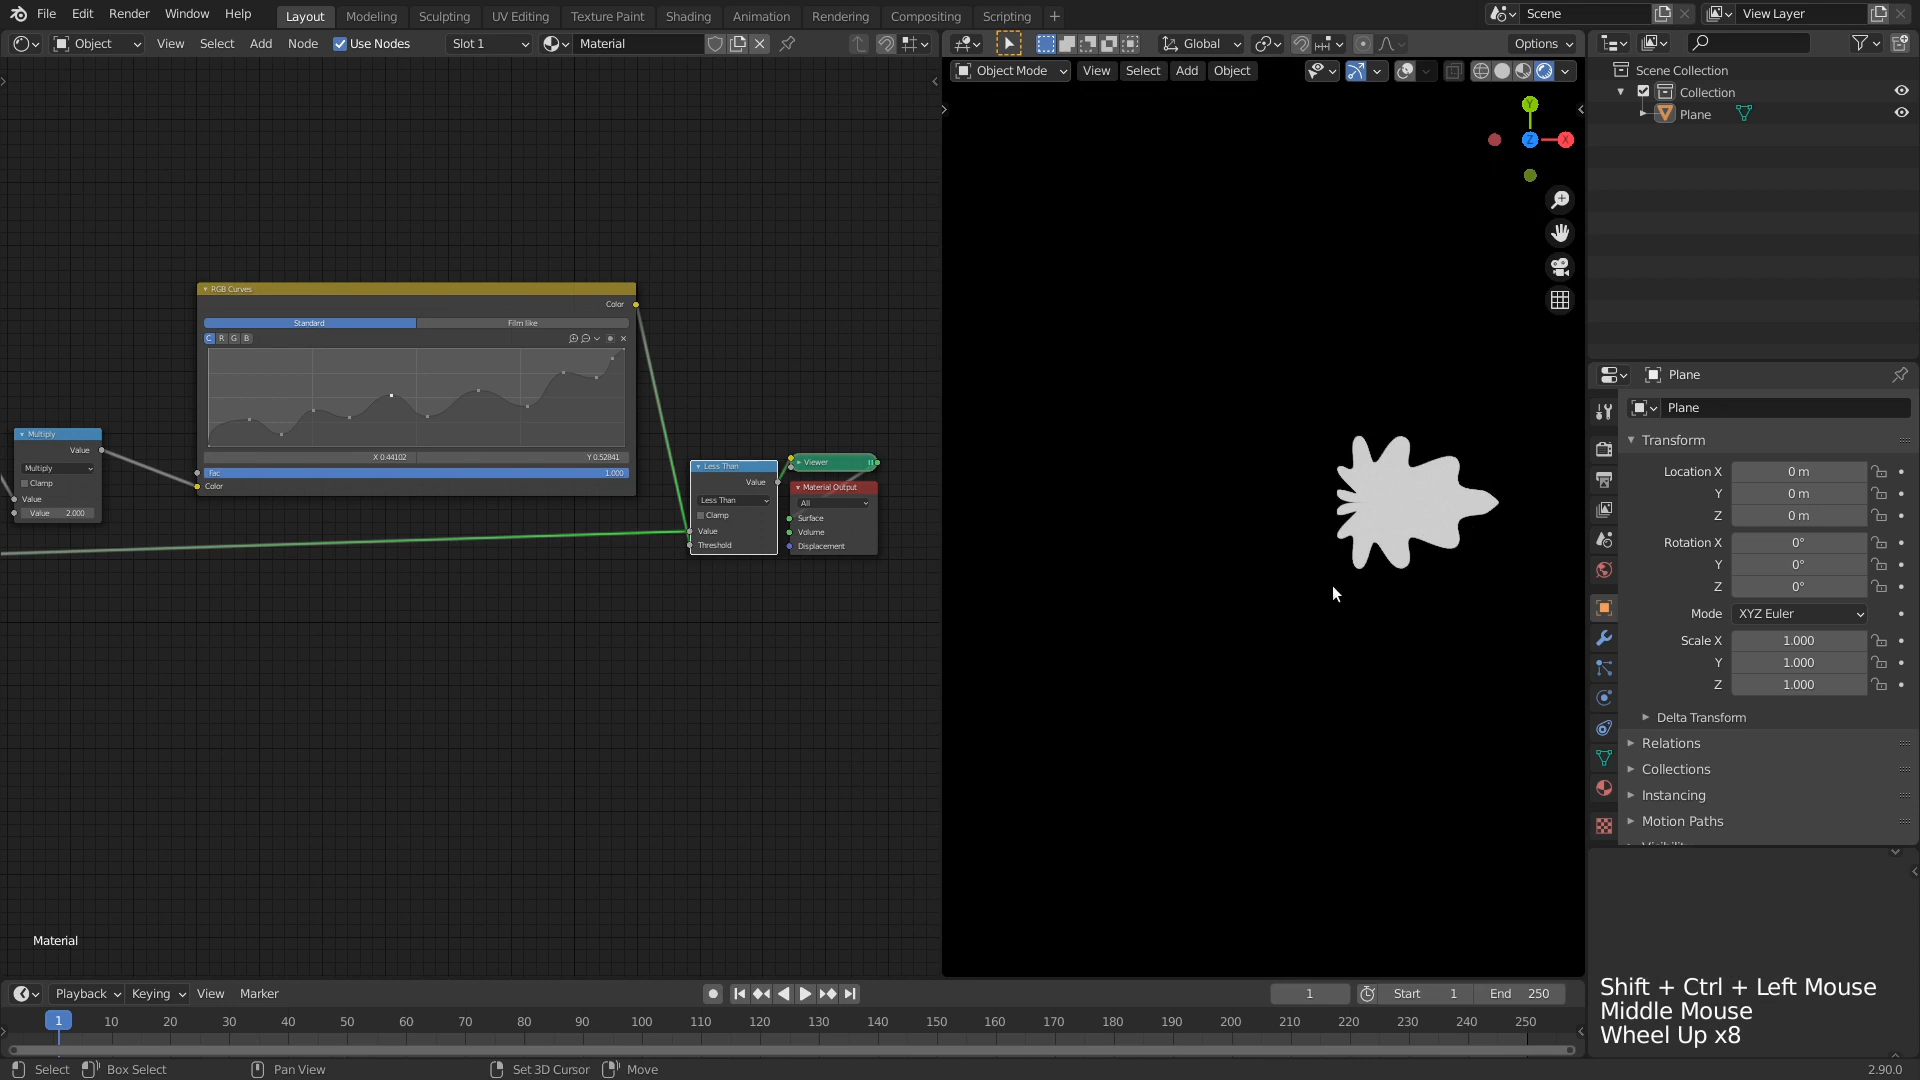 File Edit Render Window Help
Layout Modeling Sculpting UV Editing Texture Paint Shading Animation Rendering Compositing Scripting
Scene
View Layer
Object
View Select Add Node Use Nodes
Slot 1
Material
Global
Options
Object Mode View Select Add Object
Scene Collection
Collection
Plane
Y
Z
X
RGB Curves
Color
Standard Film like
C R G B
X 0.44102 Y 0.52841
Fac 1.000
Color
Multiply
Value
Multiply
Clamp
Value
Value 2.000
Less Than
Value
Less Than
Clamp
Value
Threshold
Viewer
Material Output
All
Surface
Volume
Displacement
Plane
Plane
Transform
Location X 0 m
Y 0 m
Z 0 m
Rotation X 0°
Y 0°
Z 0°
Mode XYZ Euler
Scale X 1.000
Y 1.000
Z 1.000
Delta Transform
Relations
Collections
Instancing
Motion Paths
Material
Shift + Ctrl + Left Mouse
Middle Mouse
Wheel Up x8
Playback Keying View Marker
1
Start 1
End 250
1 10 20 30 40 50 60 70 80 90 100 110 120 130 140 150 160 170 180 190 200 210 220 230 240 250
Select Box Select Pan View Set 3D Cursor Move
2.90.0